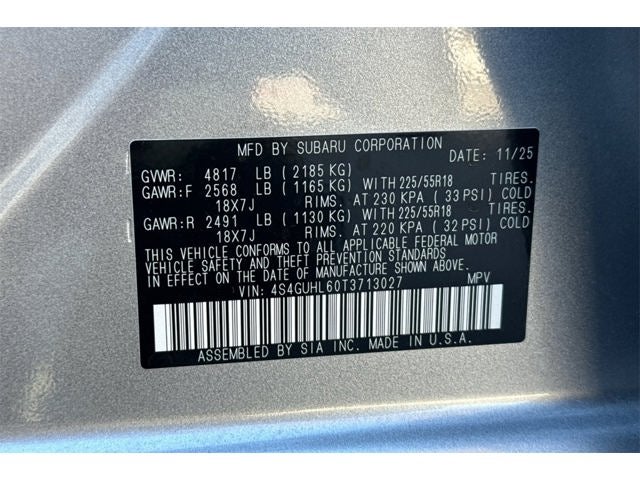 MFD BY SUBARU CORPORATION
DATE: 11/25
GVWR: 4817 LB (2185 KG)
GAWR:F 2568 LB (1165 KG) WITH 225/55R18 TIRES.
18X7J RIMS. AT 230 KPA (33 PSI) COLD
GAWR:R 2491 LB (1130 KG) WITH 225/55R18 TIRES.
18X7J RIMS. AT 220 KPA (32 PSI) COLD
THIS VEHICLE CONFORMS TO ALL APPLICABLE FEDERAL MOTOR
VEHICLE SAFETY AND THEFT PREVENTION STANDARDS
IN EFFECT ON THE DATE OF MANUFACTURE SHOWN ABOVE.
VIN: 4S4GUHL60T3713027 MPV
ASSEMBLED BY SIA INC. MADE IN U.S.A.